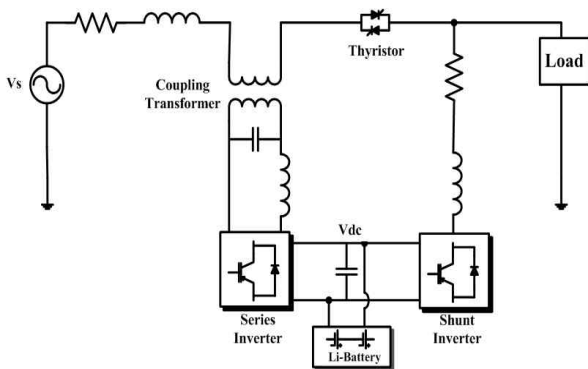 Thyristor
Load
Vs
Coupling
Transformer
Vdc
Series
Inverter
Shunt
Inverter
Li-Battery